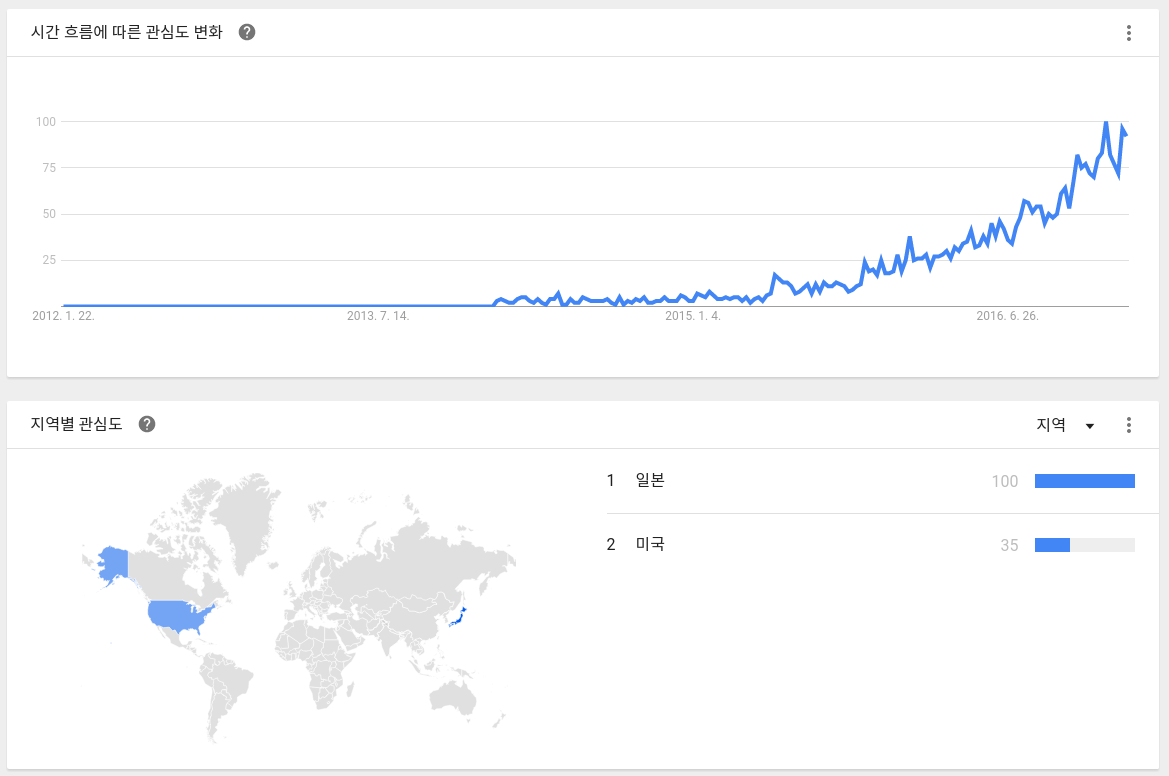 시간 흐름에 따른 관심도 변화 ?
100
75
50
25
2012. 1. 22. 2013. 7. 14. 2015. 1. 4. 2016. 6. 26.
지역별 관심도 ? 지역
1 일본 100
2 미국 35